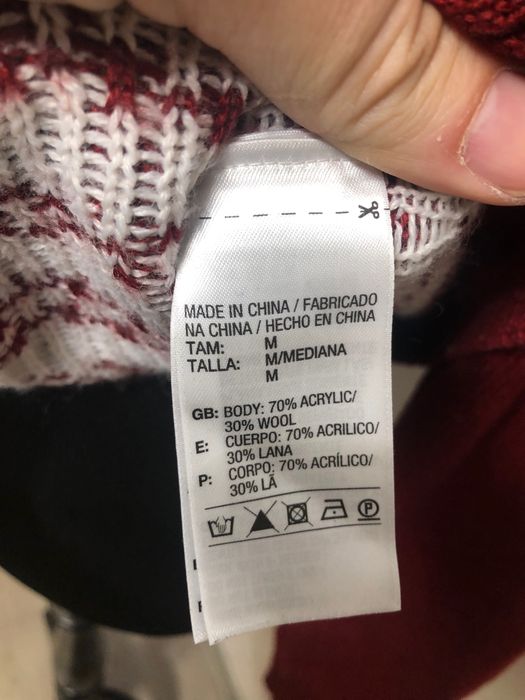 MADE IN CHINA / FABRICADO
NA CHINA / HECHO EN CHINA
TAM: M
TALLA: M/MEDIANA
M
GB: BODY: 70% ACRYLIC/
30% WOOL
E: CUERPO: 70% ACRILICO/
30% LANA
P: CORPO: 70% ACRÍLICO/
30% LÃ
P